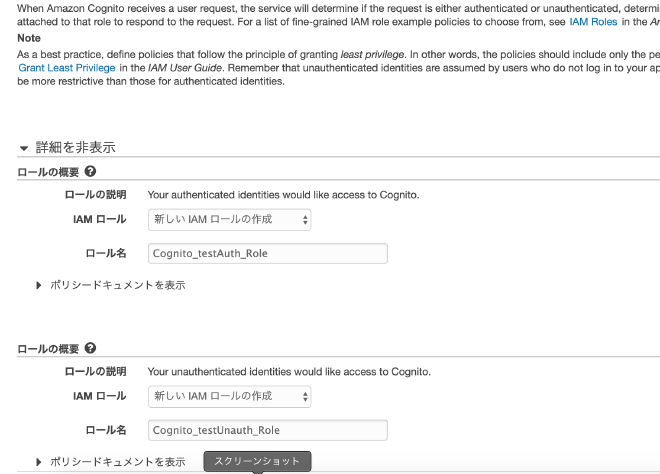 When Amazon Cognito receives a user request, the service will determine if the request is either authenticated or unauthenticated, determi
attached to that role to respond to the request. For a list of fine-grained IAM role example policies to choose from, see IAM Roles in the Am
Note
As a best practice, define policies that follow the principle of granting least privilege. In other words, the policies should include only the pe
Grant Least Privilege in the IAM User Guide. Remember that unauthenticated identities are assumed by users who do not log in to your ap
be more restrictive than those for authenticated identities.
▼ 詳細を非表示
ロールの概要 ?
ロールの説明 Your authenticated identities would like access to Cognito.
IAM ロール 新しい IAM ロールの作成
ロール名 Cognito_testAuth_Role
▶ ポリシードキュメントを表示
ロールの概要 ?
ロールの説明 Your unauthenticated identities would like access to Cognito.
IAM ロール 新しい IAM ロールの作成
ロール名 Cognito_testUnauth_Role
▶ ポリシードキュメントを表示 スクリーンショット